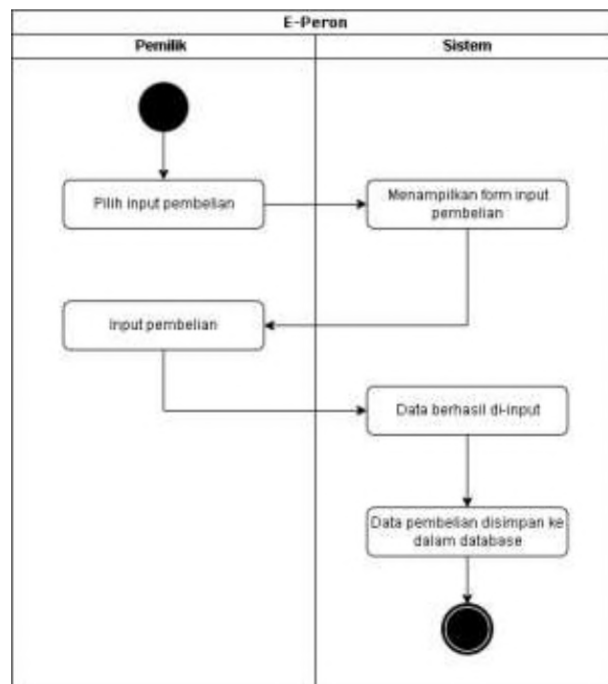 E-Peron
Pemilik
Sistem
Pilih input pembelian
Menampilkan form input
pembelian
Input pembelian
Data berhasil di-input
Data pembelian disimpan ke
dalam database